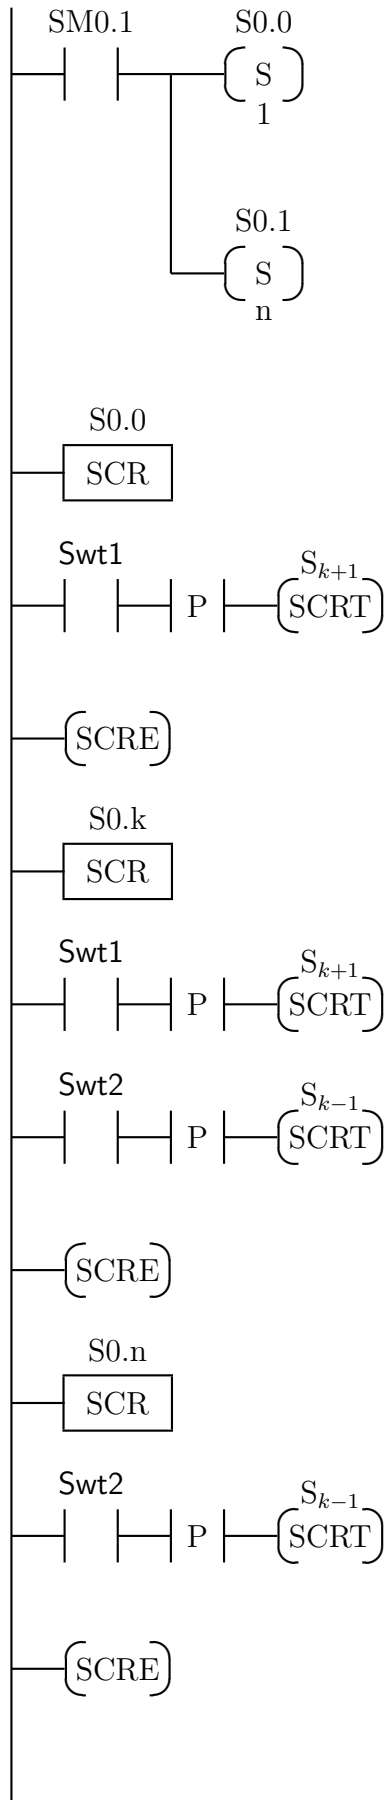 SM0.1 S0.0
S
1
S0.1
S
n
S0.0
SCR
Swt1 S_{k+1}
P SCRT
SCRE
S0.k
SCR
Swt1 S_{k+1}
P SCRT
Swt2 S_{k−1}
P SCRT
SCRE
S0.n
SCR
Swt2 S_{k−1}
P SCRT
SCRE